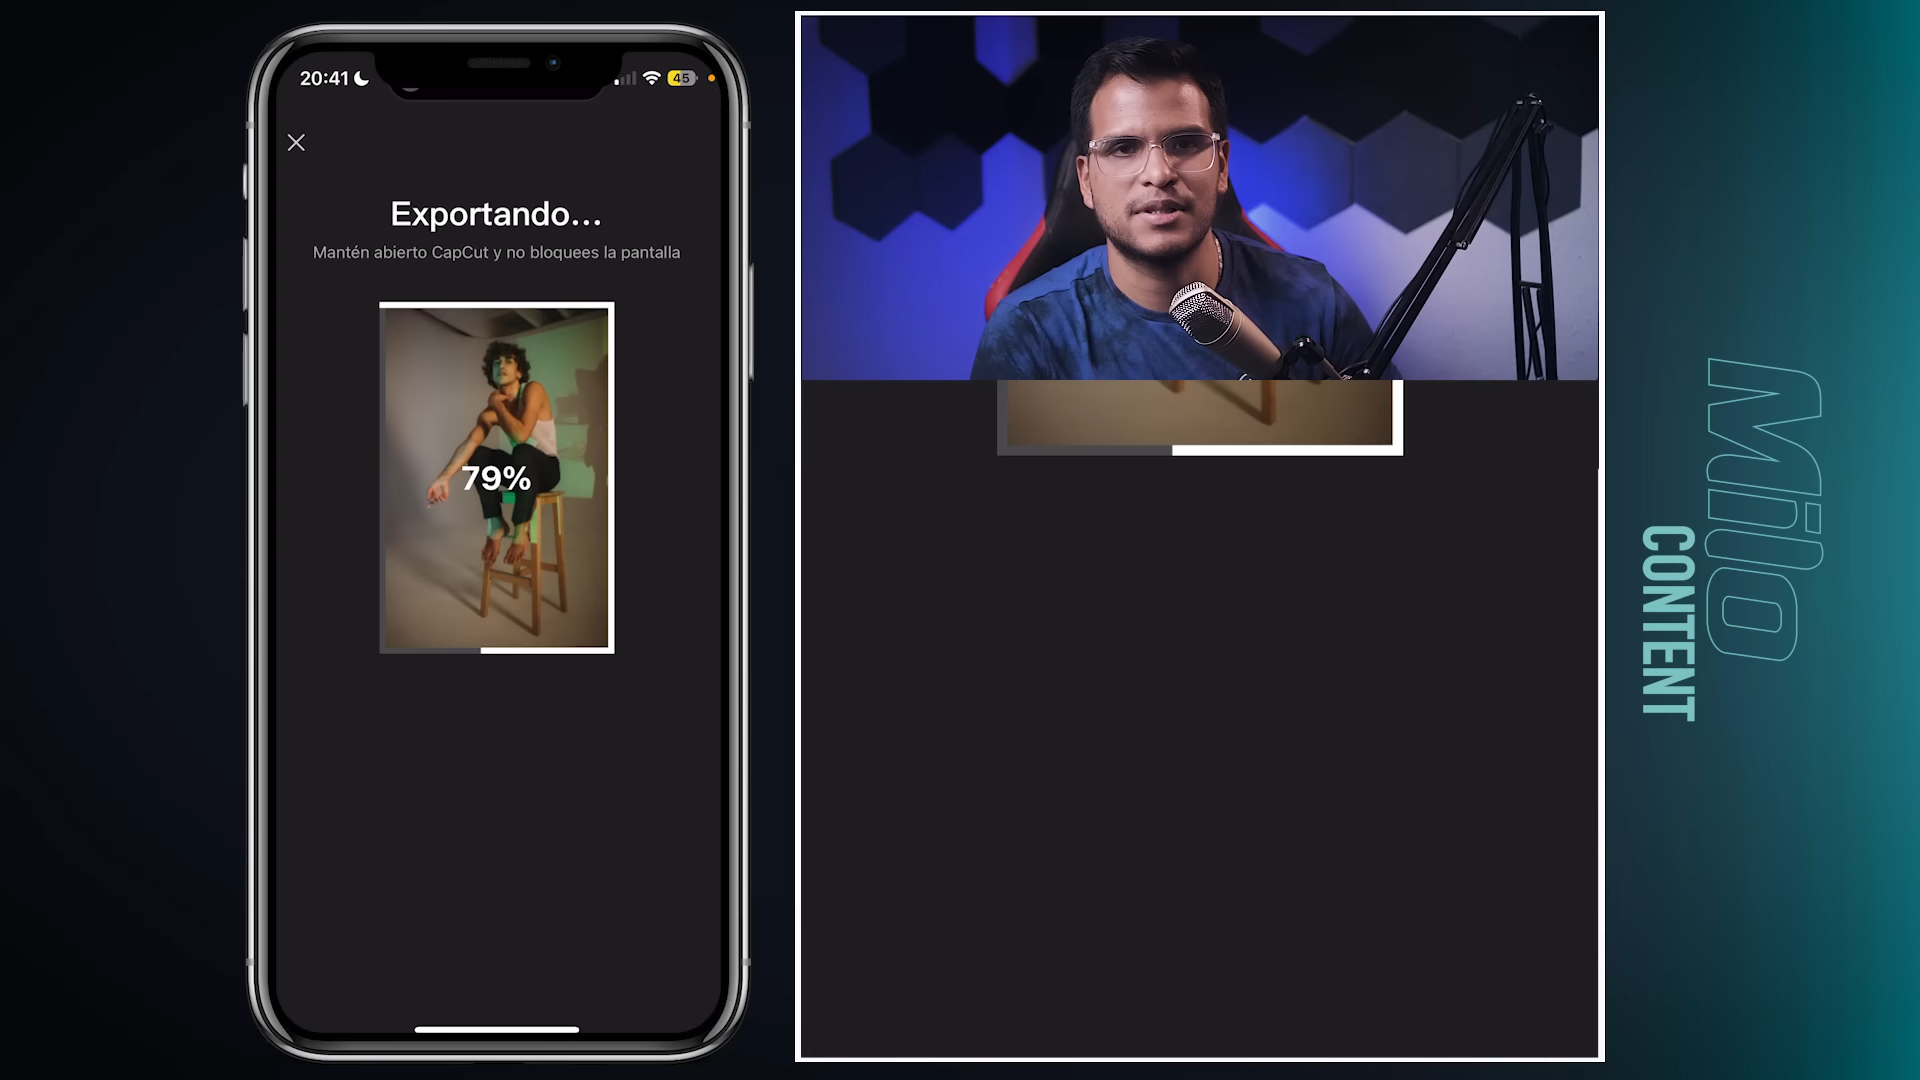 20:41
45
Exportando...
Mantén abierto CapCut y no bloquees la pantalla
79%
Milo
CONTENT